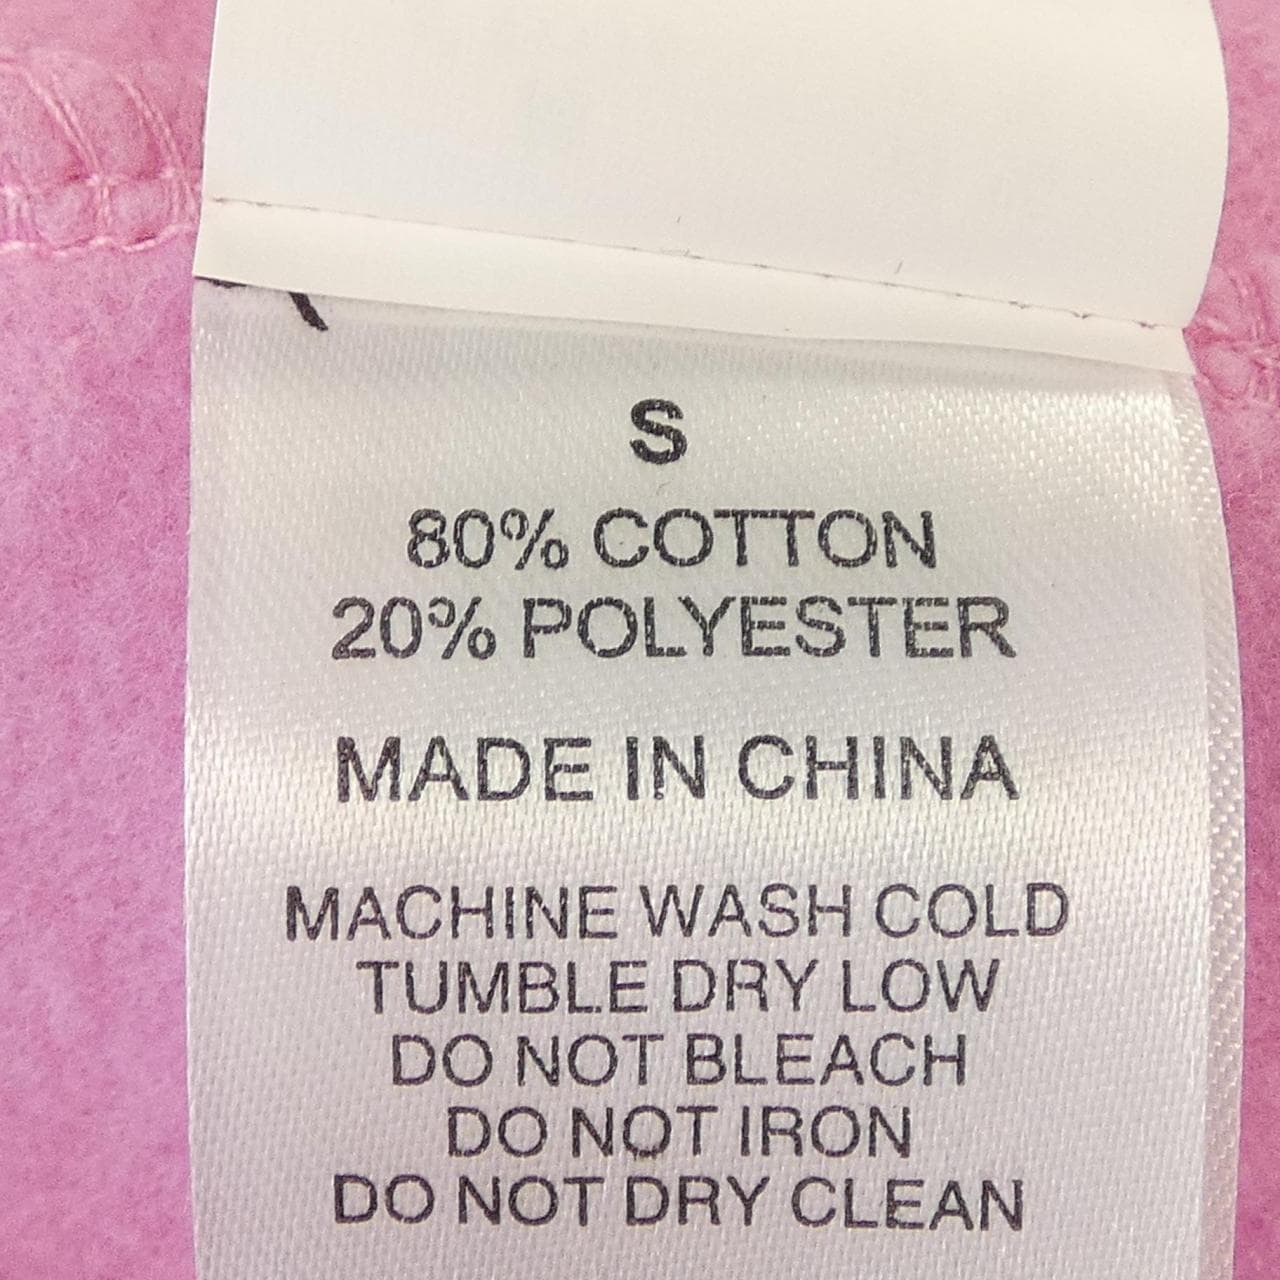 S
80% COTTON
20% POLYESTER
MADE IN CHINA
MACHINE WASH COLD
TUMBLE DRY LOW
DO NOT BLEACH
DO NOT IRON
DO NOT DRY CLEAN